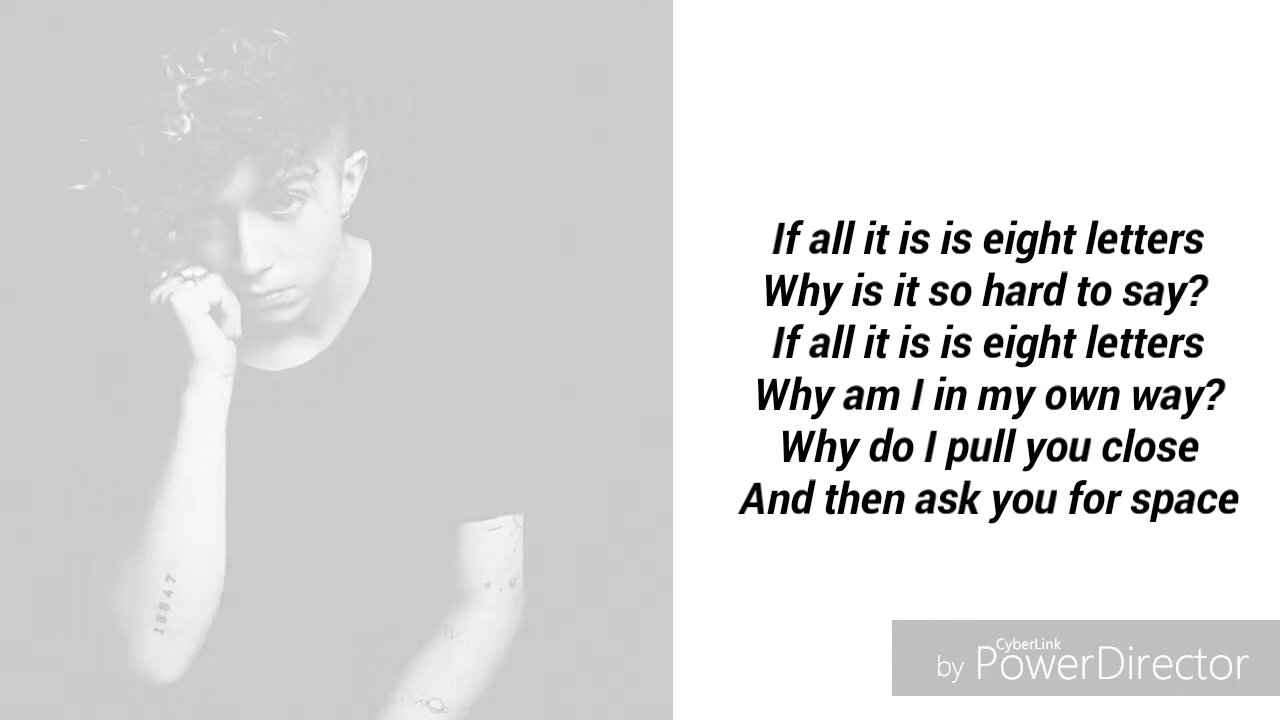 If all it is is eight letters
Why is it so hard to say?
If all it is is eight letters
Why am I in my own way?
Why do I pull you close
And then ask you for space
CyberLink
by PowerDirector
18647